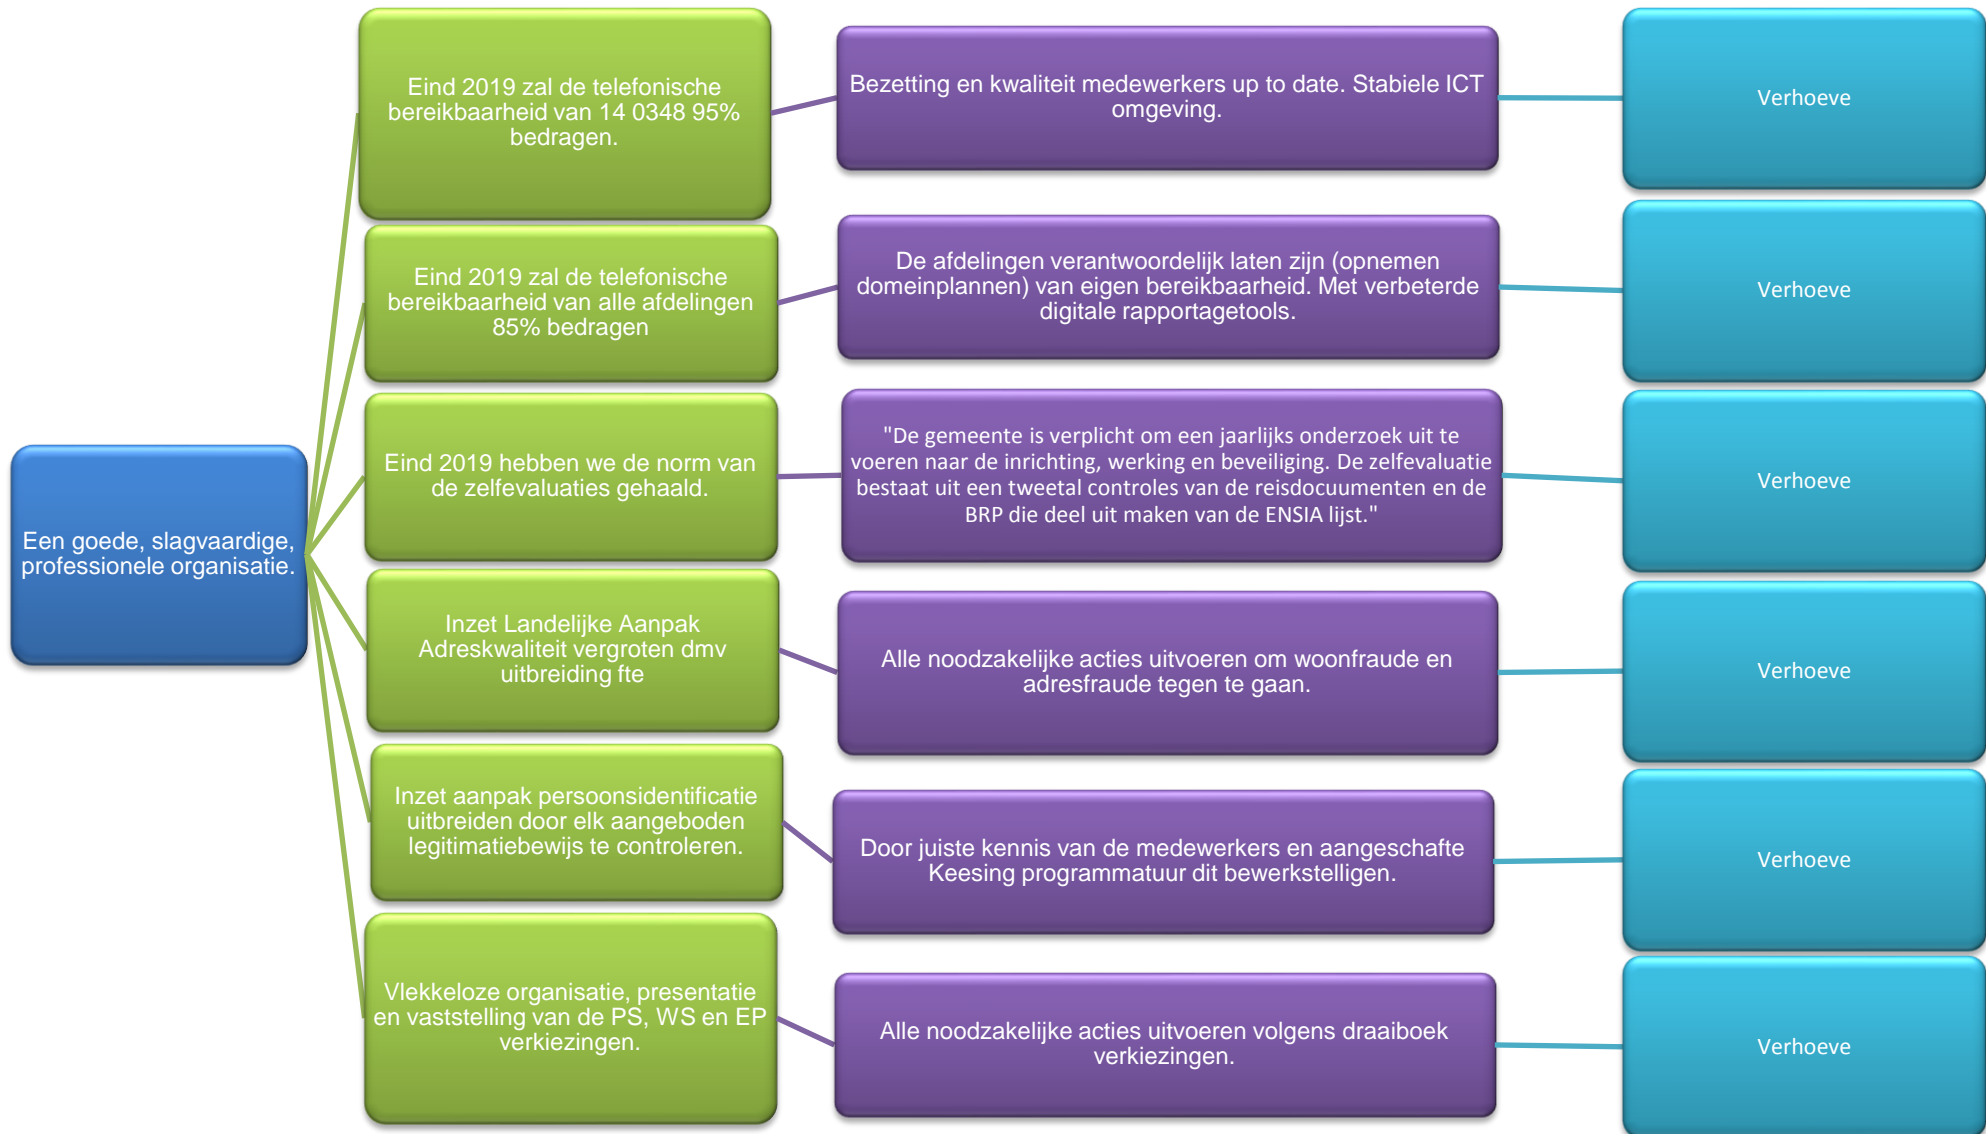 Een goede, slagvaardige,
professionele organisatie.
Eind 2019 zal de telefonische
bereikbaarheid van 14 0348 95%
bedragen.
Bezetting en kwaliteit medewerkers up to date. Stabiele ICT
omgeving.
Verhoeve
Eind 2019 zal de telefonische
bereikbaarheid van alle afdelingen
85% bedragen
De afdelingen verantwoordelijk laten zijn (opnemen
domeinplannen) van eigen bereikbaarheid. Met verbeterde
digitale rapportagetools.
Verhoeve
Eind 2019 hebben we de norm van
de zelfevaluaties gehaald.
"De gemeente is verplicht om een jaarlijks onderzoek uit te
voeren naar de inrichting, werking en beveiliging. De zelfevaluatie
bestaat uit een tweetal controles van de reisdocuumenten en de
BRP die deel uit maken van de ENSIA lijst."
Verhoeve
Inzet Landelijke Aanpak
Adreskwaliteit vergroten dmv
uitbreiding fte
Alle noodzakelijke acties uitvoeren om woonfraude en
adresfraude tegen te gaan.
Verhoeve
Inzet aanpak persoonsidentificatie
uitbreiden door elk aangeboden
legitimatiebewijs te controleren.
Door juiste kennis van de medewerkers en aangeschafte
Keesing programmatuur dit bewerkstelligen.
Verhoeve
Vlekkeloze organisatie, presentatie
en vaststelling van de PS, WS en EP
verkiezingen.
Alle noodzakelijke acties uitvoeren volgens draaiboek
verkiezingen.
Verhoeve